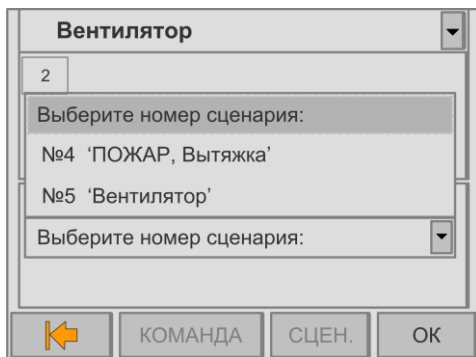 Вентилятор
2
Выберите номер сценария:
№4 ‘ПОЖАР, Вытяжка’
№5 ‘Вентилятор’
Выберите номер сценария:
КОМАНДА СЦЕН. ОК